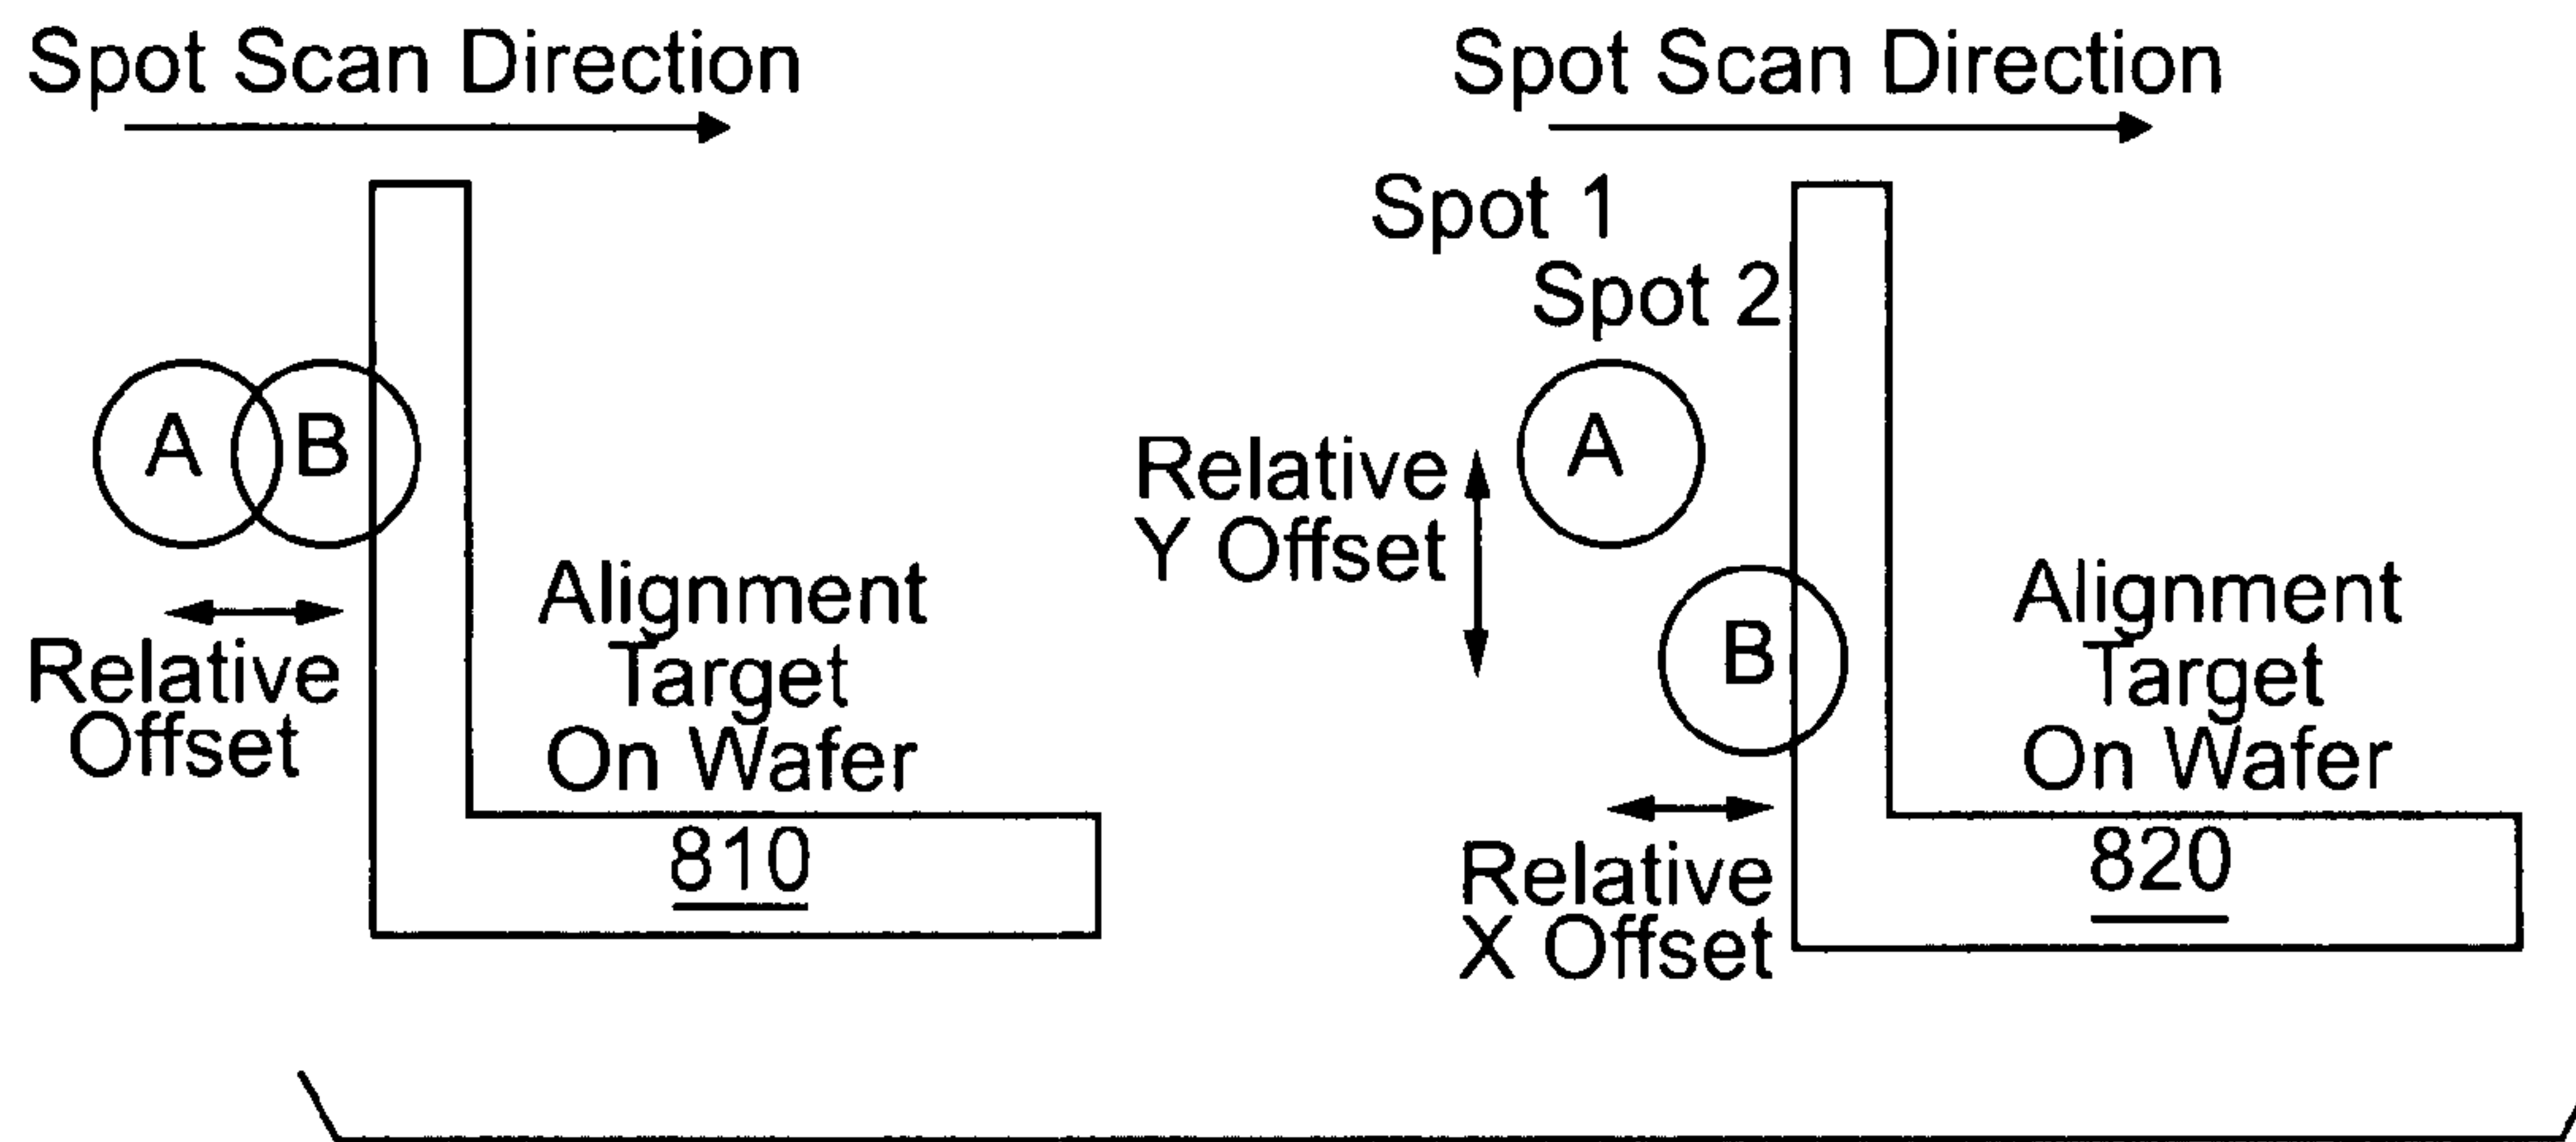 Spot Scan Direction
A B
Relative
Offset
Alignment
Target
On Wafer
810
Spot Scan Direction
Spot 1
Spot 2
A
Relative
Y Offset
B
Relative
X Offset
Alignment
Target
On Wafer
820